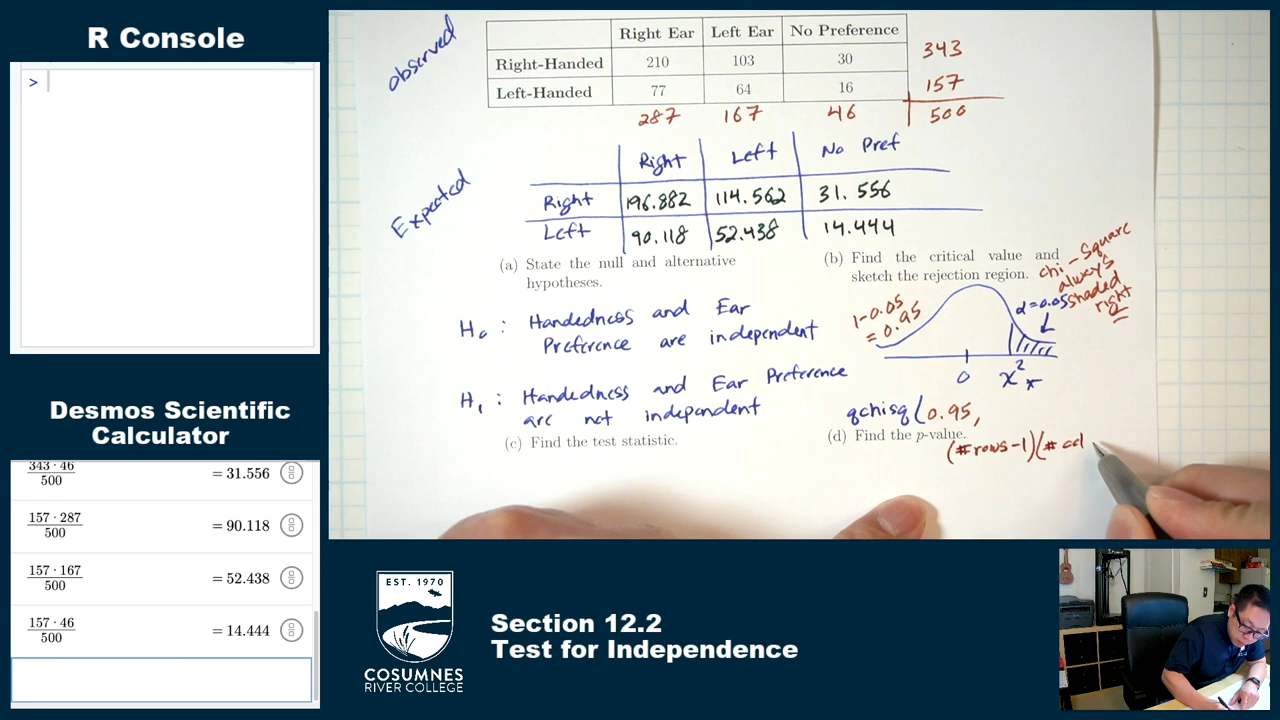 R Console
>
Desmos Scientific
Calculator
343 · 46
500
= 31.556
157 · 287
500
= 90.118
157 · 167
500
= 52.438
157 · 46
500
= 14.444
observed
Right Ear Left Ear No Preference
Right-Handed 210 103 30 343
Left-Handed 77 64 16 157
287 167 46 500
Expected
Right Left No Pref
Right 196.882 114.562 31.556
Left 90.118 52.438 14.444
(a) State the null and alternative
hypotheses.
H₀ : Handedness and Ear
Preference are independent
H₁ : Handedness and Ear Preference
are not independent
(b) Find the critical value and
sketch the rejection region.
chi-square
always
shaded
right
1-0.05
= 0.95
α=0.05
0 χ²*
qchisq(0.95,
(#rows-1)(# col
(c) Find the test statistic.
(d) Find the p-value.
EST. 1970
COSUMNES
RIVER COLLEGE
Section 12.2
Test for Independence